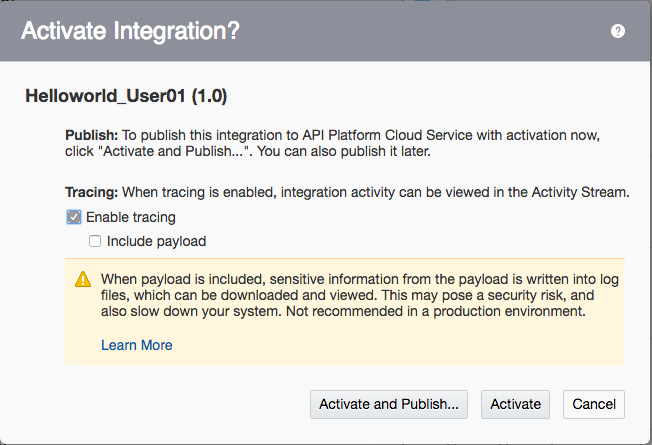 Activate Integration?
?
Helloworld_User01 (1.0)
Publish: To publish this integration to API Platform Cloud Service with activation now,
click "Activate and Publish...". You can also publish it later.
Tracing: When tracing is enabled, integration activity can be viewed in the Activity Stream.
Enable tracing
Include payload
When payload is included, sensitive information from the payload is written into log
files, which can be downloaded and viewed. This may pose a security risk, and
also slow down your system. Not recommended in a production environment.
Learn More
Activate and Publish... Activate Cancel